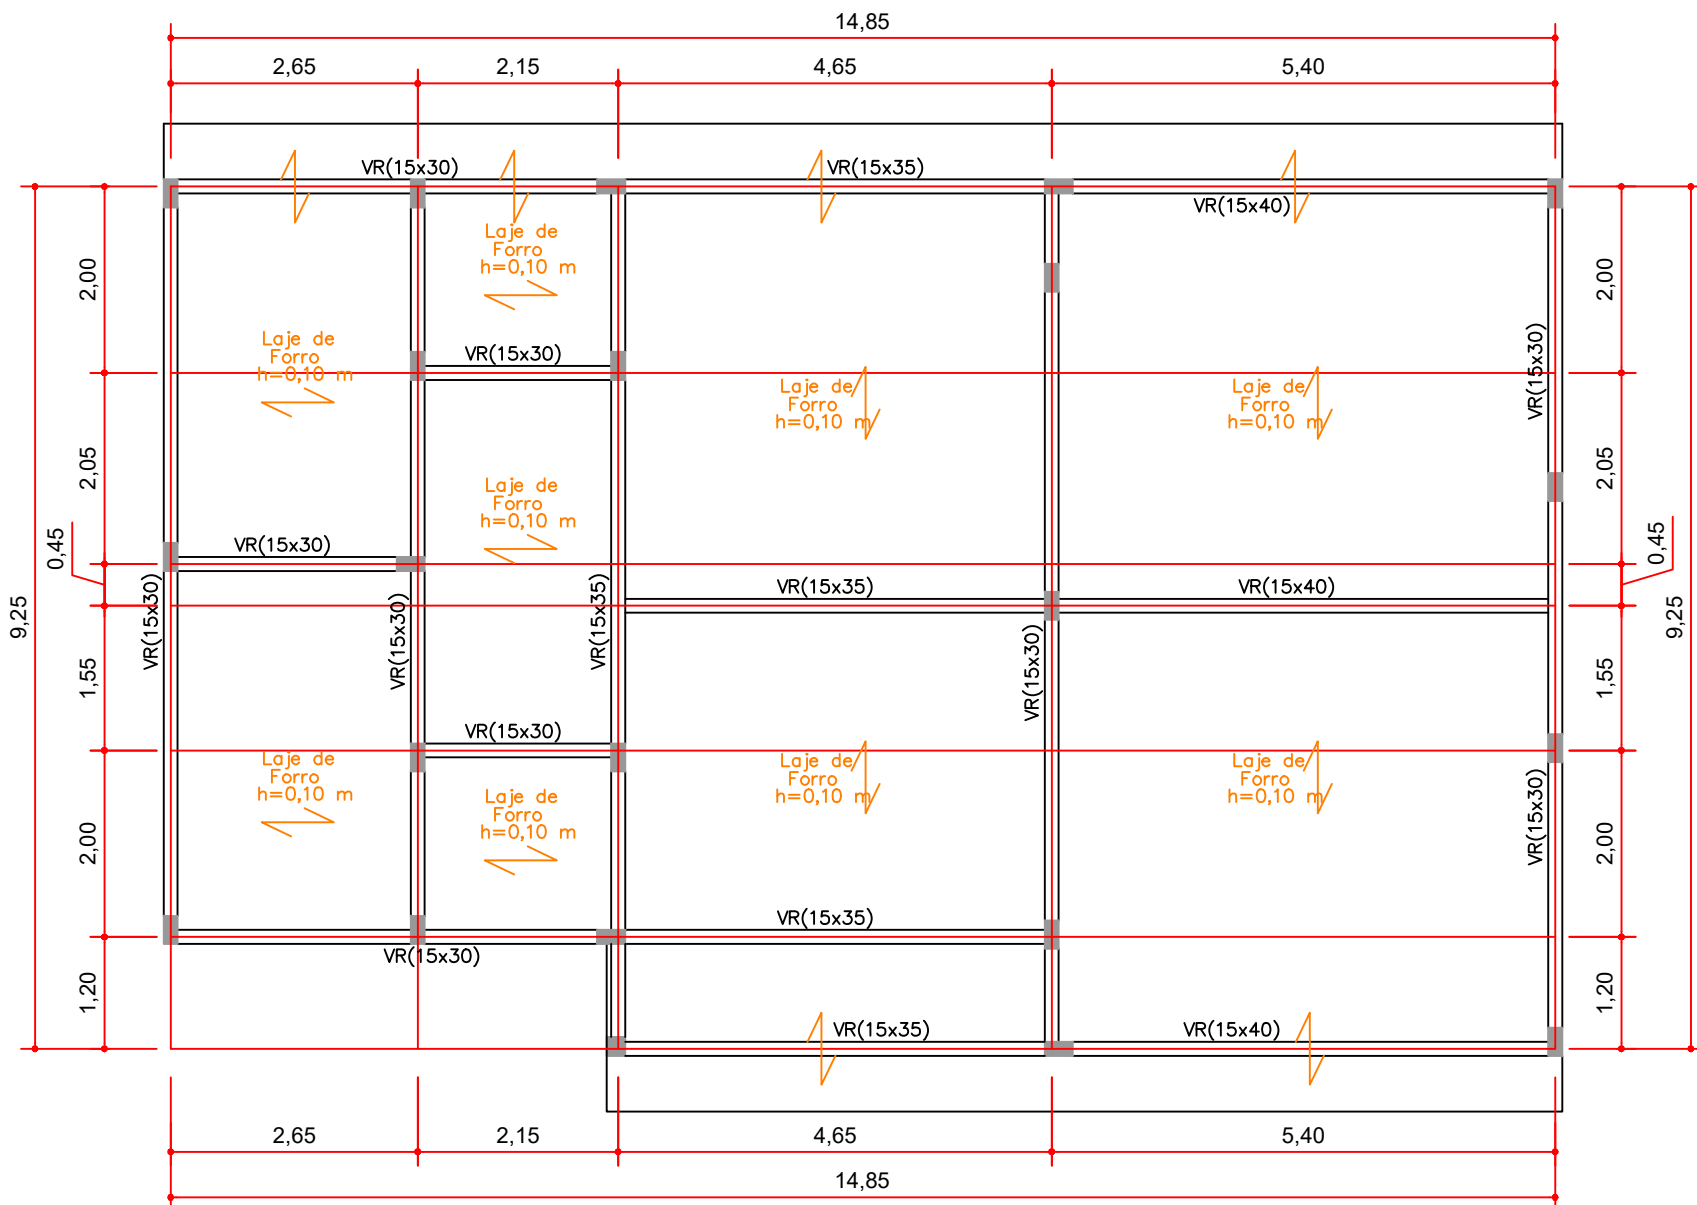 14,85
2,65
2,15
4,65
5,40
VR(15x30)
VR(15x35)
VR(15x40)
Laje de
Forro
h=0,10 m
2,00
2,00
Laje de
Forro
h=0,10 m
VR(15x30)
VR(15x30)
Laje de
Forro
h=0,10 m
Laje de
Forro
h=0,10 m
2,05
2,05
Laje de
Forro
h=0,10 m
0,45
0,45
VR(15x30)
9,25
9,25
VR(15x30)
VR(15x30)
VR(15x35)
VR(15x35)
VR(15x40)
1,55
VR(15x30)
1,55
VR(15x30)
Laje de
Forro
h=0,10 m
Laje de
Forro
h=0,10 m
Laje de
Forro
h=0,10 m
Laje de
Forro
h=0,10 m
VR(15x30)
2,00
2,00
VR(15x35)
VR(15x30)
1,20
1,20
VR(15x35)
VR(15x40)
2,65
2,15
4,65
5,40
14,85